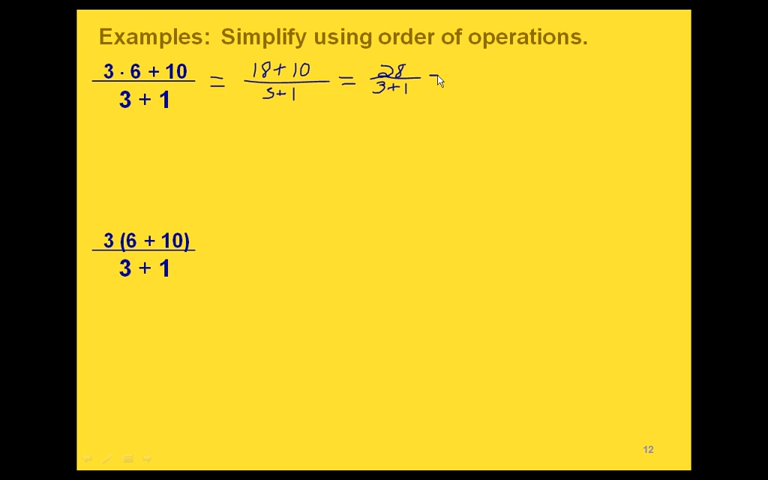 Examples: Simplify using order of operations.
3 · 6 + 10 = 18 + 10 = 28 =
3 + 1 3+1 3+1
3 (6 + 10)
3 + 1
12